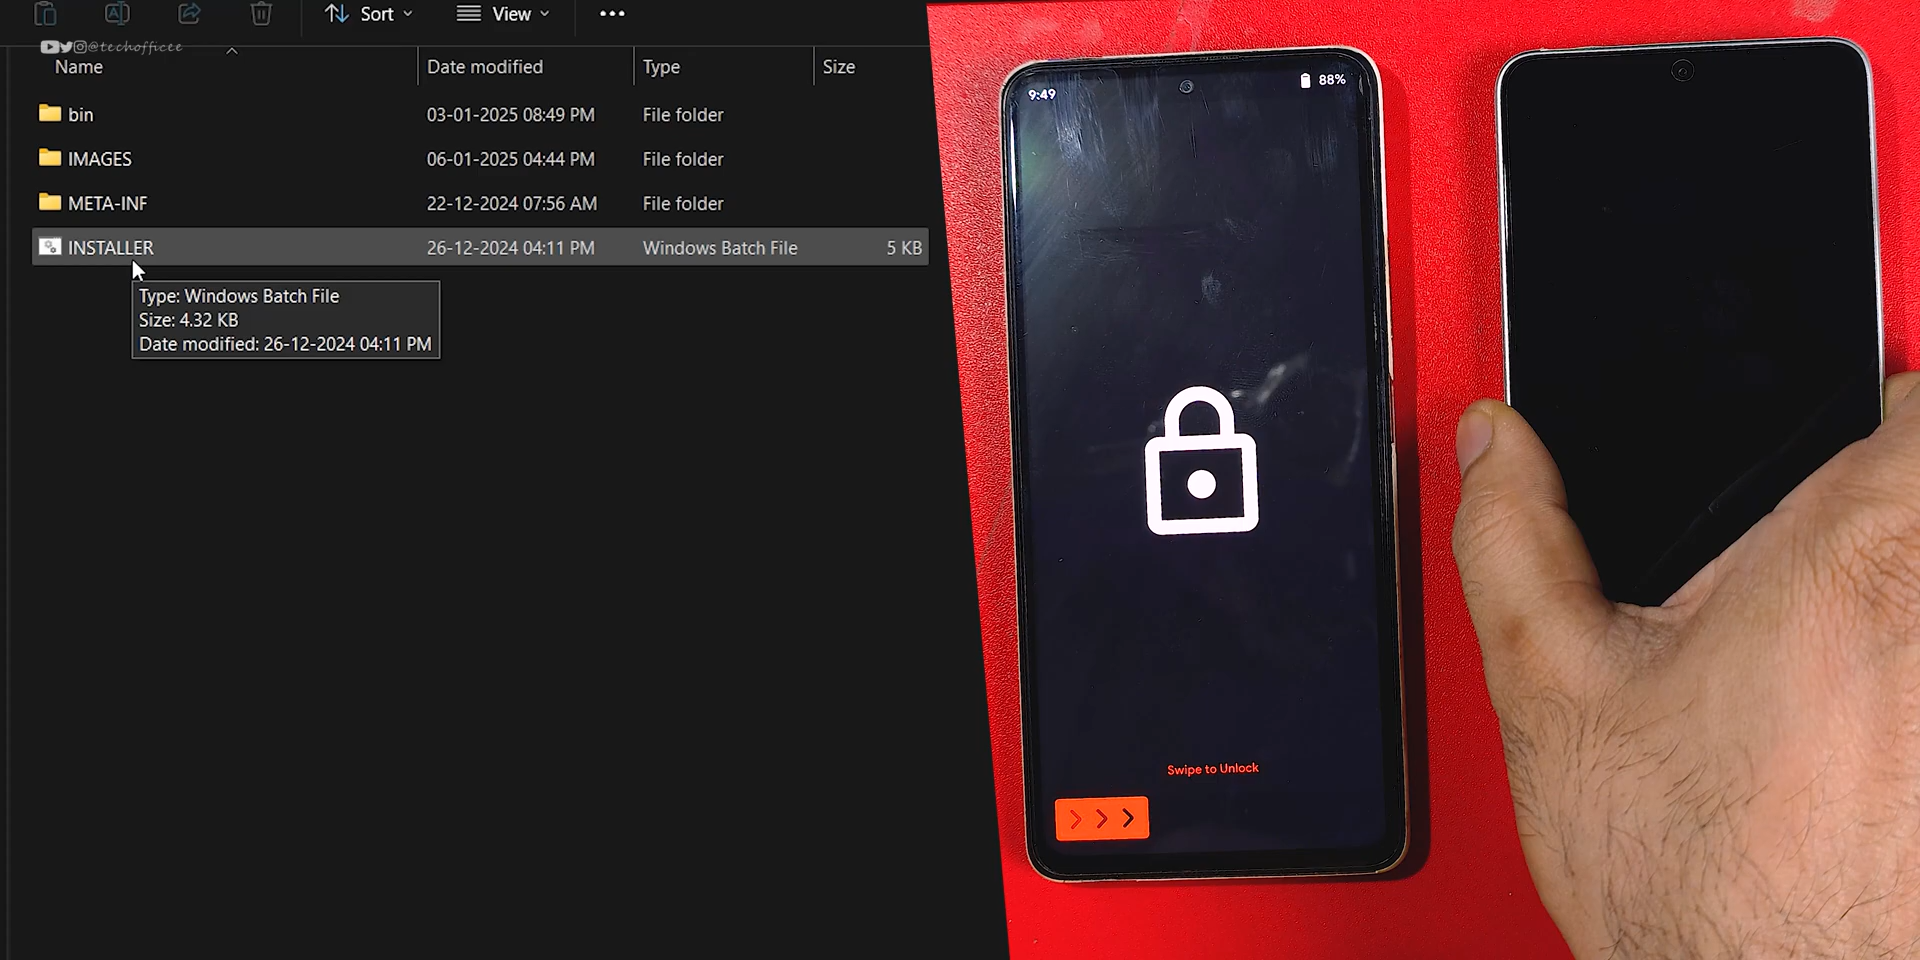 Sort View
@techofficee
Name Date modified Type Size
bin 03-01-2025 08:49 PM File folder
IMAGES 06-01-2025 04:44 PM File folder
META-INF 22-12-2024 07:56 AM File folder
INSTALLER 26-12-2024 04:11 PM Windows Batch File 5 KB
Type: Windows Batch File
Size: 4.32 KB
Date modified: 26-12-2024 04:11 PM
9:49 88%
Swipe to Unlock